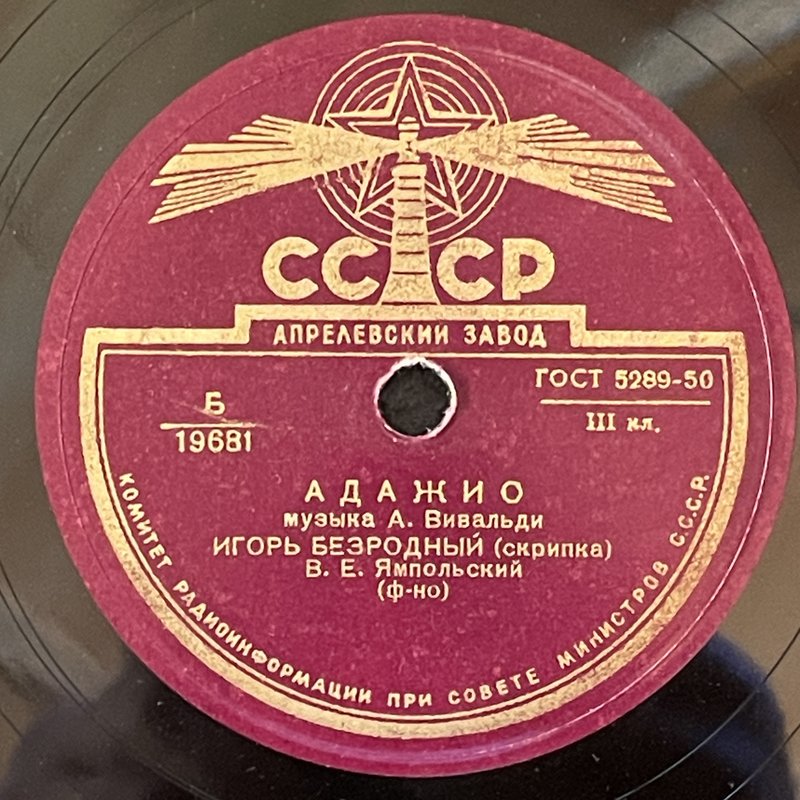 СССР
АПРЕЛЕВСКИЙ ЗАВОД
Б
19681
ГОСТ 5289-50
III кл.
АДАЖИО
музыка А. Вивальди
ИГОРЬ БЕЗРОДНЫЙ (скрипка)
В. Е. Ямпольский
(ф-но)
КОМИТЕТ РАДИОИНФОРМАЦИИ ПРИ СОВЕТЕ МИНИСТРОВ С.С.С.Р.